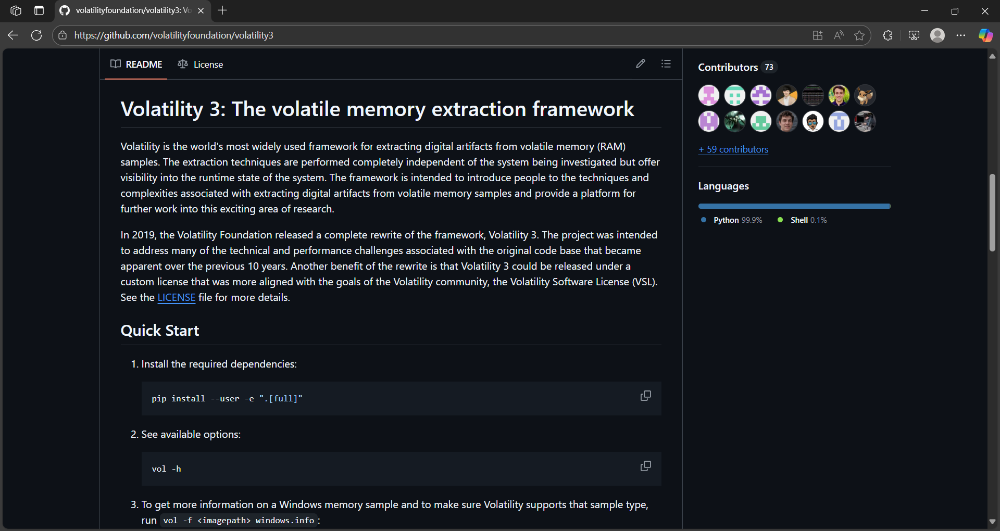 volatilityfoundation/volatility3: Vo
https://github.com/volatilityfoundation/volatility3
README
License
Volatility 3: The volatile memory extraction framework
Volatility is the world's most widely used framework for extracting digital artifacts from volatile memory (RAM)
samples. The extraction techniques are performed completely independent of the system being investigated but offer
visibility into the runtime state of the system. The framework is intended to introduce people to the techniques and
complexities associated with extracting digital artifacts from volatile memory samples and provide a platform for
further work into this exciting area of research.
In 2019, the Volatility Foundation released a complete rewrite of the framework, Volatility 3. The project was intended
to address many of the technical and performance challenges associated with the original code base that became
apparent over the previous 10 years. Another benefit of the rewrite is that Volatility 3 could be released under a
custom license that was more aligned with the goals of the Volatility community, the Volatility Software License (VSL).
See the LICENSE file for more details.
Quick Start
1. Install the required dependencies:
pip install --user -e ".[full]"
2. See available options:
vol -h
3. To get more information on a Windows memory sample and to make sure Volatility supports that sample type,
run vol -f <imagepath> windows.info :
Contributors 73
+ 59 contributors
Languages
Python 99.9%
Shell 0.1%